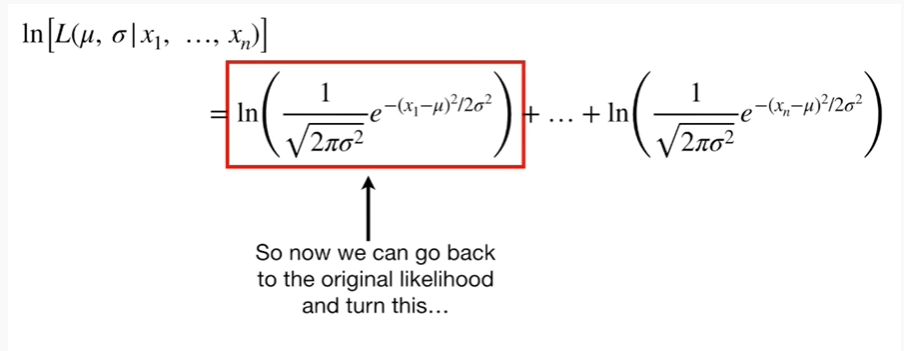 ln[L(μ, σ|x₁, …, xₙ)]
= ln(1/√(2πσ²) e^(−(x₁−μ)²/2σ²)) + … + ln(1/√(2πσ²) e^(−(xₙ−μ)²/2σ²))
So now we can go back
to the original likelihood
and turn this…